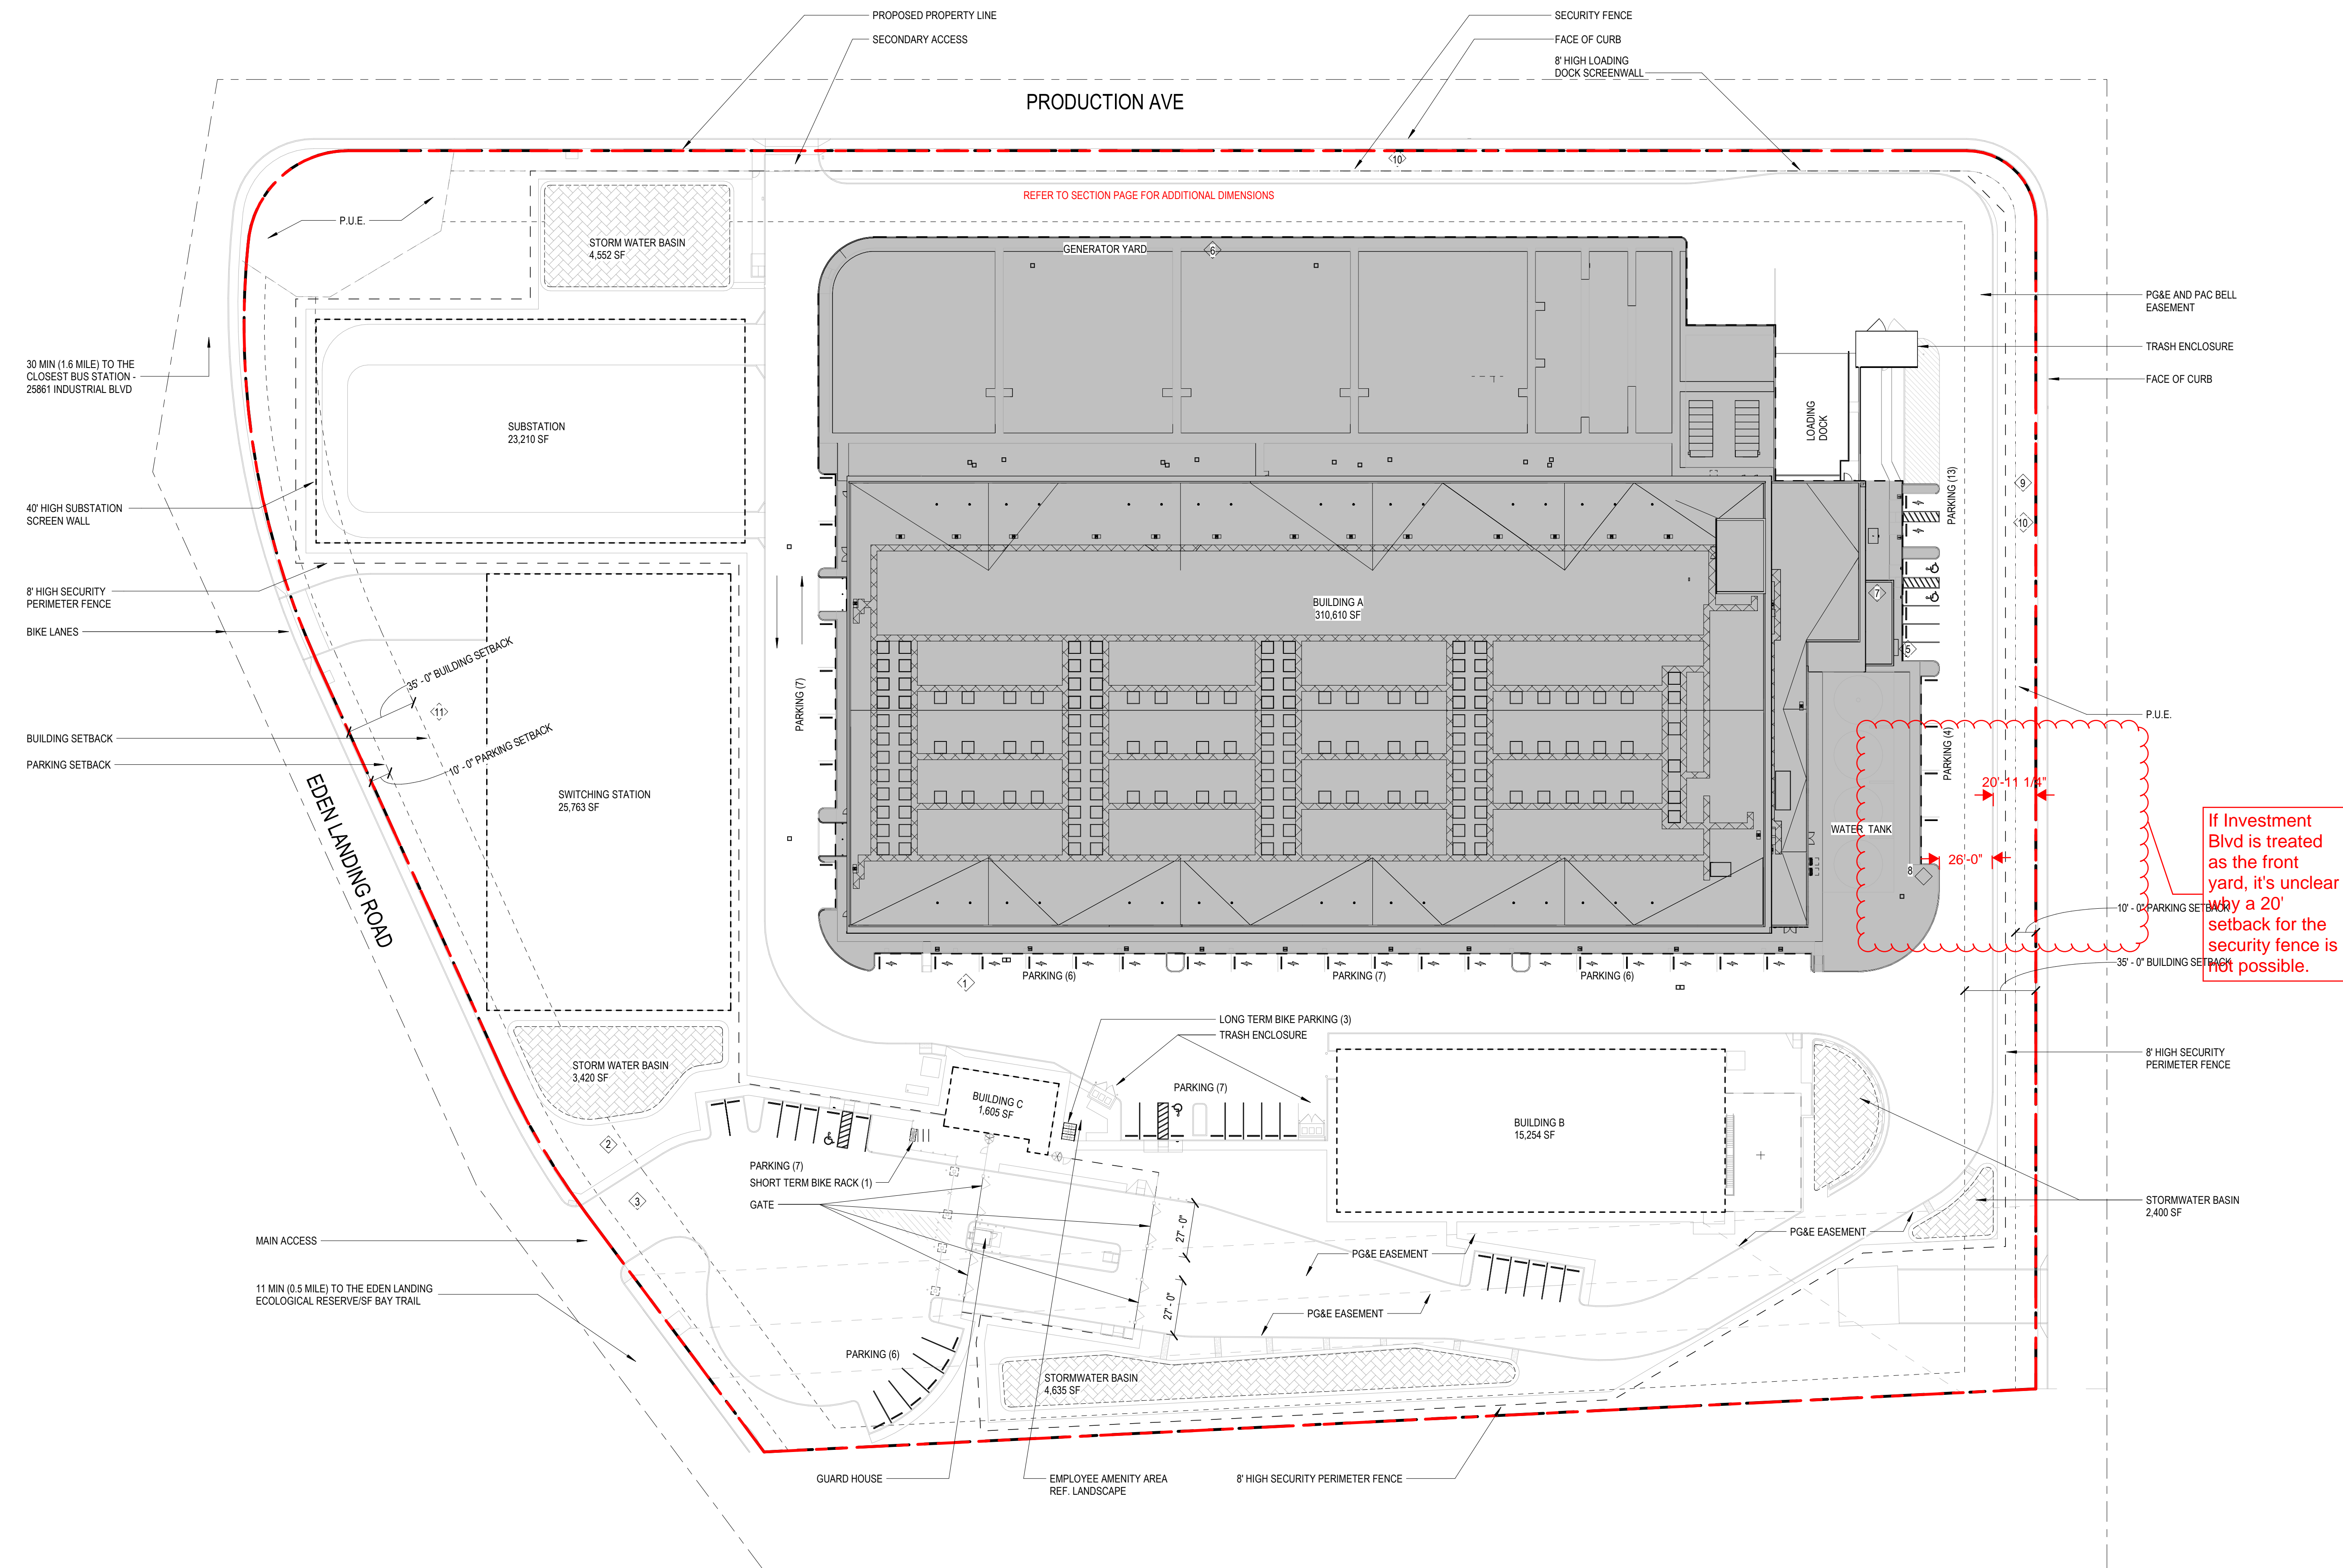 PROPOSED PROPERTY LINE
SECONDARY ACCESS
SECURITY FENCE
FACE OF CURB
8' HIGH LOADING
DOCK SCREENWALL
PRODUCTION AVE
10
REFER TO SECTION PAGE FOR ADDITIONAL DIMENSIONS
P.U.E.
STORM WATER BASIN
4,552 SF
GENERATOR YARD
6
PG&E AND PAC BELL
EASEMENT
TRASH ENCLOSURE
FACE OF CURB
30 MIN (1.6 MILE) TO THE
CLOSEST BUS STATION -
25861 INDUSTRIAL BLVD
SUBSTATION
23,210 SF
LOADING
DOCK
PARKING (13)
9
10
40' HIGH SUBSTATION
SCREEN WALL
8' HIGH SECURITY
PERIMETER FENCE
BIKE LANES
BUILDING A
310,610 SF
7
5
35' - 0" BUILDING SETBACK
11
PARKING (7)
BUILDING SETBACK
10' - 0" PARKING SETBACK
PARKING SETBACK
P.U.E.
PARKING (4)
20'-11 1/4"
SWITCHING STATION
25,763 SF
EDEN LANDING ROAD
WATER TANK
26'-0"
8
If Investment
Blvd is treated
as the front
yard, it's unclear
why a 20'
setback for the
security fence is
not possible.
10' - 0" PARKING SETBACK
35' - 0" BUILDING SETBACK
PARKING (6)
PARKING (7)
PARKING (6)
1
LONG TERM BIKE PARKING (3)
TRASH ENCLOSURE
8' HIGH SECURITY
PERIMETER FENCE
STORM WATER BASIN
3,420 SF
BUILDING C
1,605 SF
PARKING (7)
BUILDING B
15,254 SF
2
PARKING (7)
SHORT TERM BIKE RACK (1)
GATE
3
STORMWATER BASIN
2,400 SF
27' - 0"
PG&E EASEMENT
PG&E EASEMENT
MAIN ACCESS
11 MIN (0.5 MILE) TO THE EDEN LANDING
ECOLOGICAL RESERVE/SF BAY TRAIL
27' - 0"
PG&E EASEMENT
PARKING (6)
STORMWATER BASIN
4,635 SF
GUARD HOUSE
EMPLOYEE AMENITY AREA
REF. LANDSCAPE
8' HIGH SECURITY PERIMETER FENCE